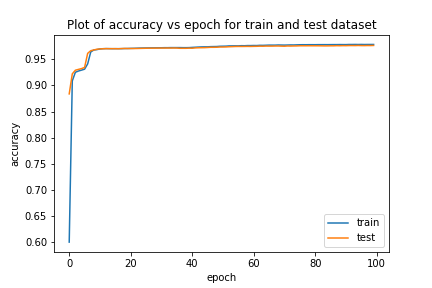 Plot of accuracy vs epoch for train and test dataset
0.95
0.90
0.85
0.80
0.75
0.70
0.65
0.60
accuracy
0 20 40 60 80 100
epoch
train
test